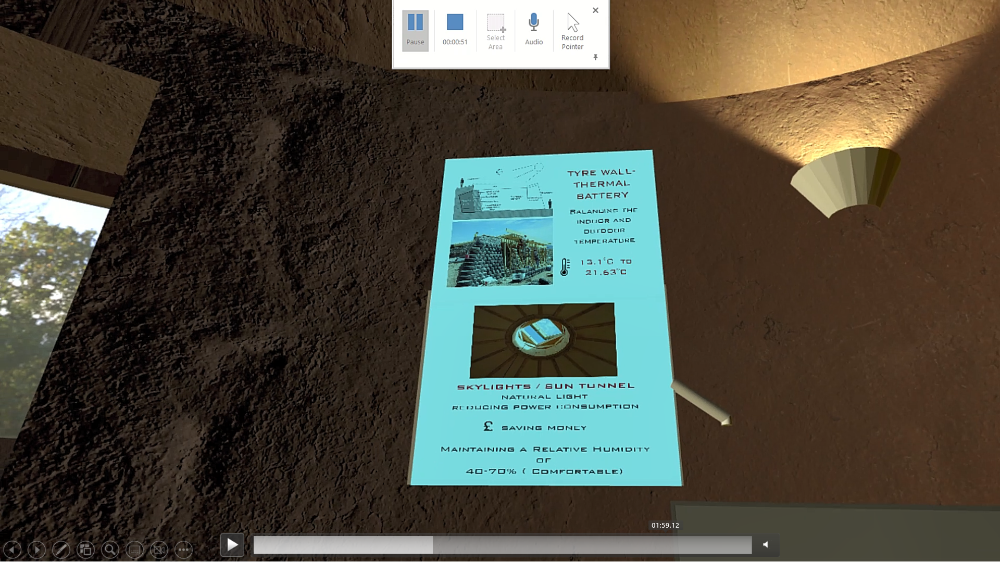 Pause
00:00:51
Select
Area
Audio
Record
Pointer
TYRE WALL-
THERMAL
BATTERY
BALANCING THE
INDOOR AND
OUTDOOR
TEMPERATURE
13.1°C TO
21.63°C
SKYLIGHTS / SUN TUNNEL
NATURAL LIGHT
REDUCING POWER CONSUMPTION
£ SAVING MONEY
MAINTAINING A RELATIVE HUMIDITY
OF
40-70% ( COMFORTABLE)
01:59.12